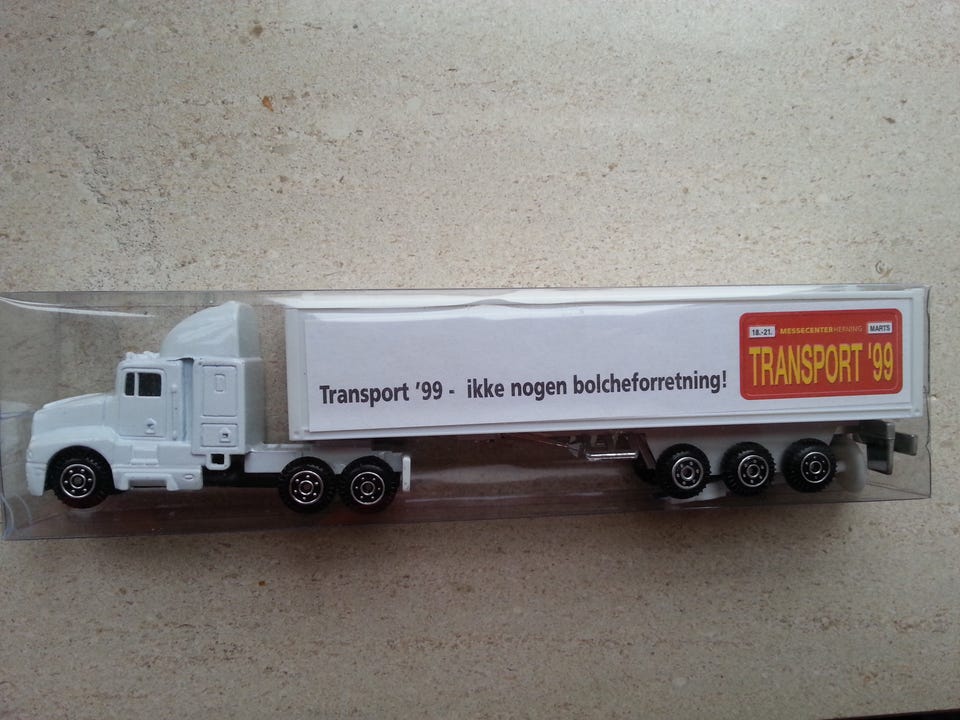 Transport '99 - ikke nogen bolcheforretning!
18.-21. MESSECENTER HERNING MARTS
TRANSPORT '99